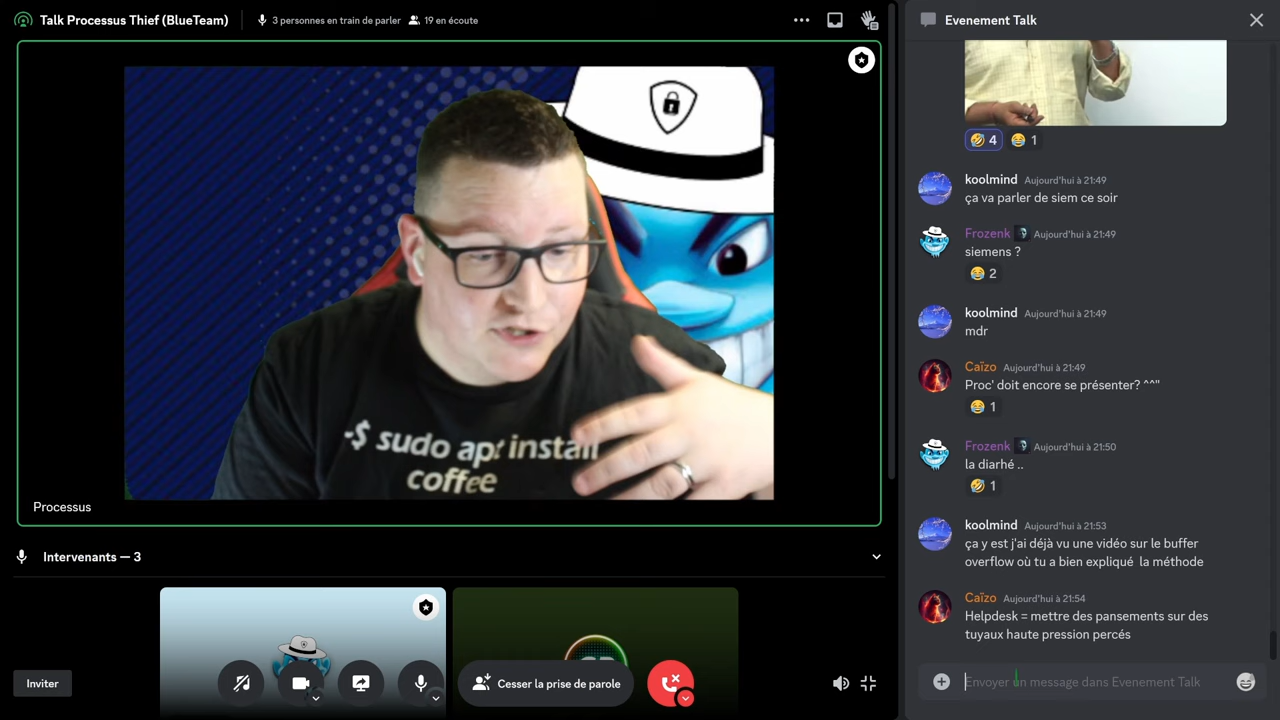 Talk Processus Thief (BlueTeam)
3 personnes en train de parler
19 en écoute
Evenement Talk
4
1
koolmind Aujourd'hui à 21:49
ça va parler de siem ce soir
Frozenk Aujourd'hui à 21:49
siemens ?
2
koolmind Aujourd'hui à 21:49
mdr
Caïzo Aujourd'hui à 21:49
Proc' doit encore se présenter? ^^"
1
Frozenk Aujourd'hui à 21:50
la diarhé ..
1
koolmind Aujourd'hui à 21:53
ça y est j'ai déjà vu une vidéo sur le buffer
overflow où tu a bien expliqué la méthode
Caïzo Aujourd'hui à 21:54
Helpdesk = mettre des pansements sur des
tuyaux haute pression percés
Envoyer un message dans Evenement Talk
-$ sudo apt install
coffee
Processus
Intervenants — 3
Inviter
Cesser la prise de parole